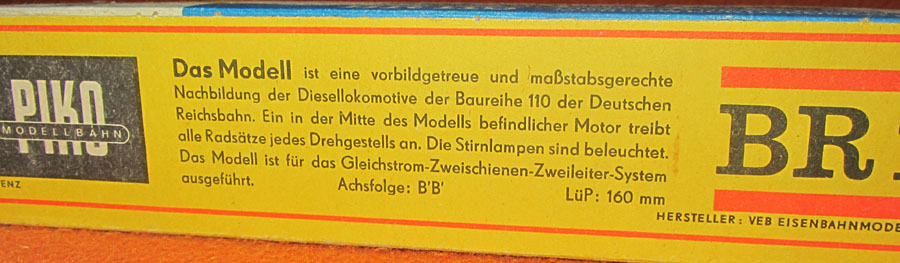 PIKO
MODELLBAHN
Das Modell ist eine vorbildgetreue und maßstabsgerechte
Nachbildung der Diesellokomotive der Baureihe 110 der Deutschen
Reichsbahn. Ein in der Mitte des Modells befindlicher Motor treibt
alle Radsätze jedes Drehgestells an. Die Stirnlampen sind beleuchtet.
Das Modell ist für das Gleichstrom-Zweischienen-Zweileiter-System
ausgeführt. Achsfolge: B'B' LüP: 160 mm
BR
HERSTELLER: VEB EISENBAHNMODE
ENZ